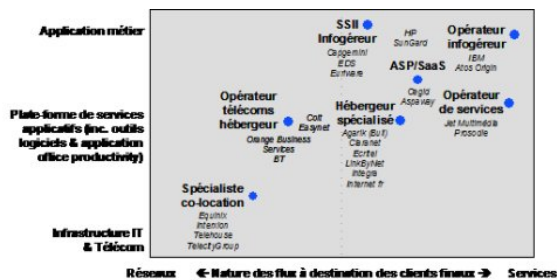 Application métier
SSII
Infogéreur
Capgemini
EDS
Euriware
HP
SunGard
Opérateur
infogéreur
IBM
Atos Origin
ASP/SaaS
Cegid
Aspaway
Plate-forme de services
applicatifs (inc. outils
logiciels & application
office productivity)
Opérateur
télécoms
hébergeur
Colt
Easynet
Orange Business
Services
BT
Hébergeur
spécialisé
Agarik (Bull)
Claranet
Ecritel
LinkByNet
Integra
Internet fr
Opérateur
de services
Jet Multimédia
Prosodie
Spécialiste
co-location
Equinix
Interxion
Telehouse
TelecityGroup
Infrastructure IT
& Télécom
Réseaux ← Nature des flux à destination des clients finaux → Services